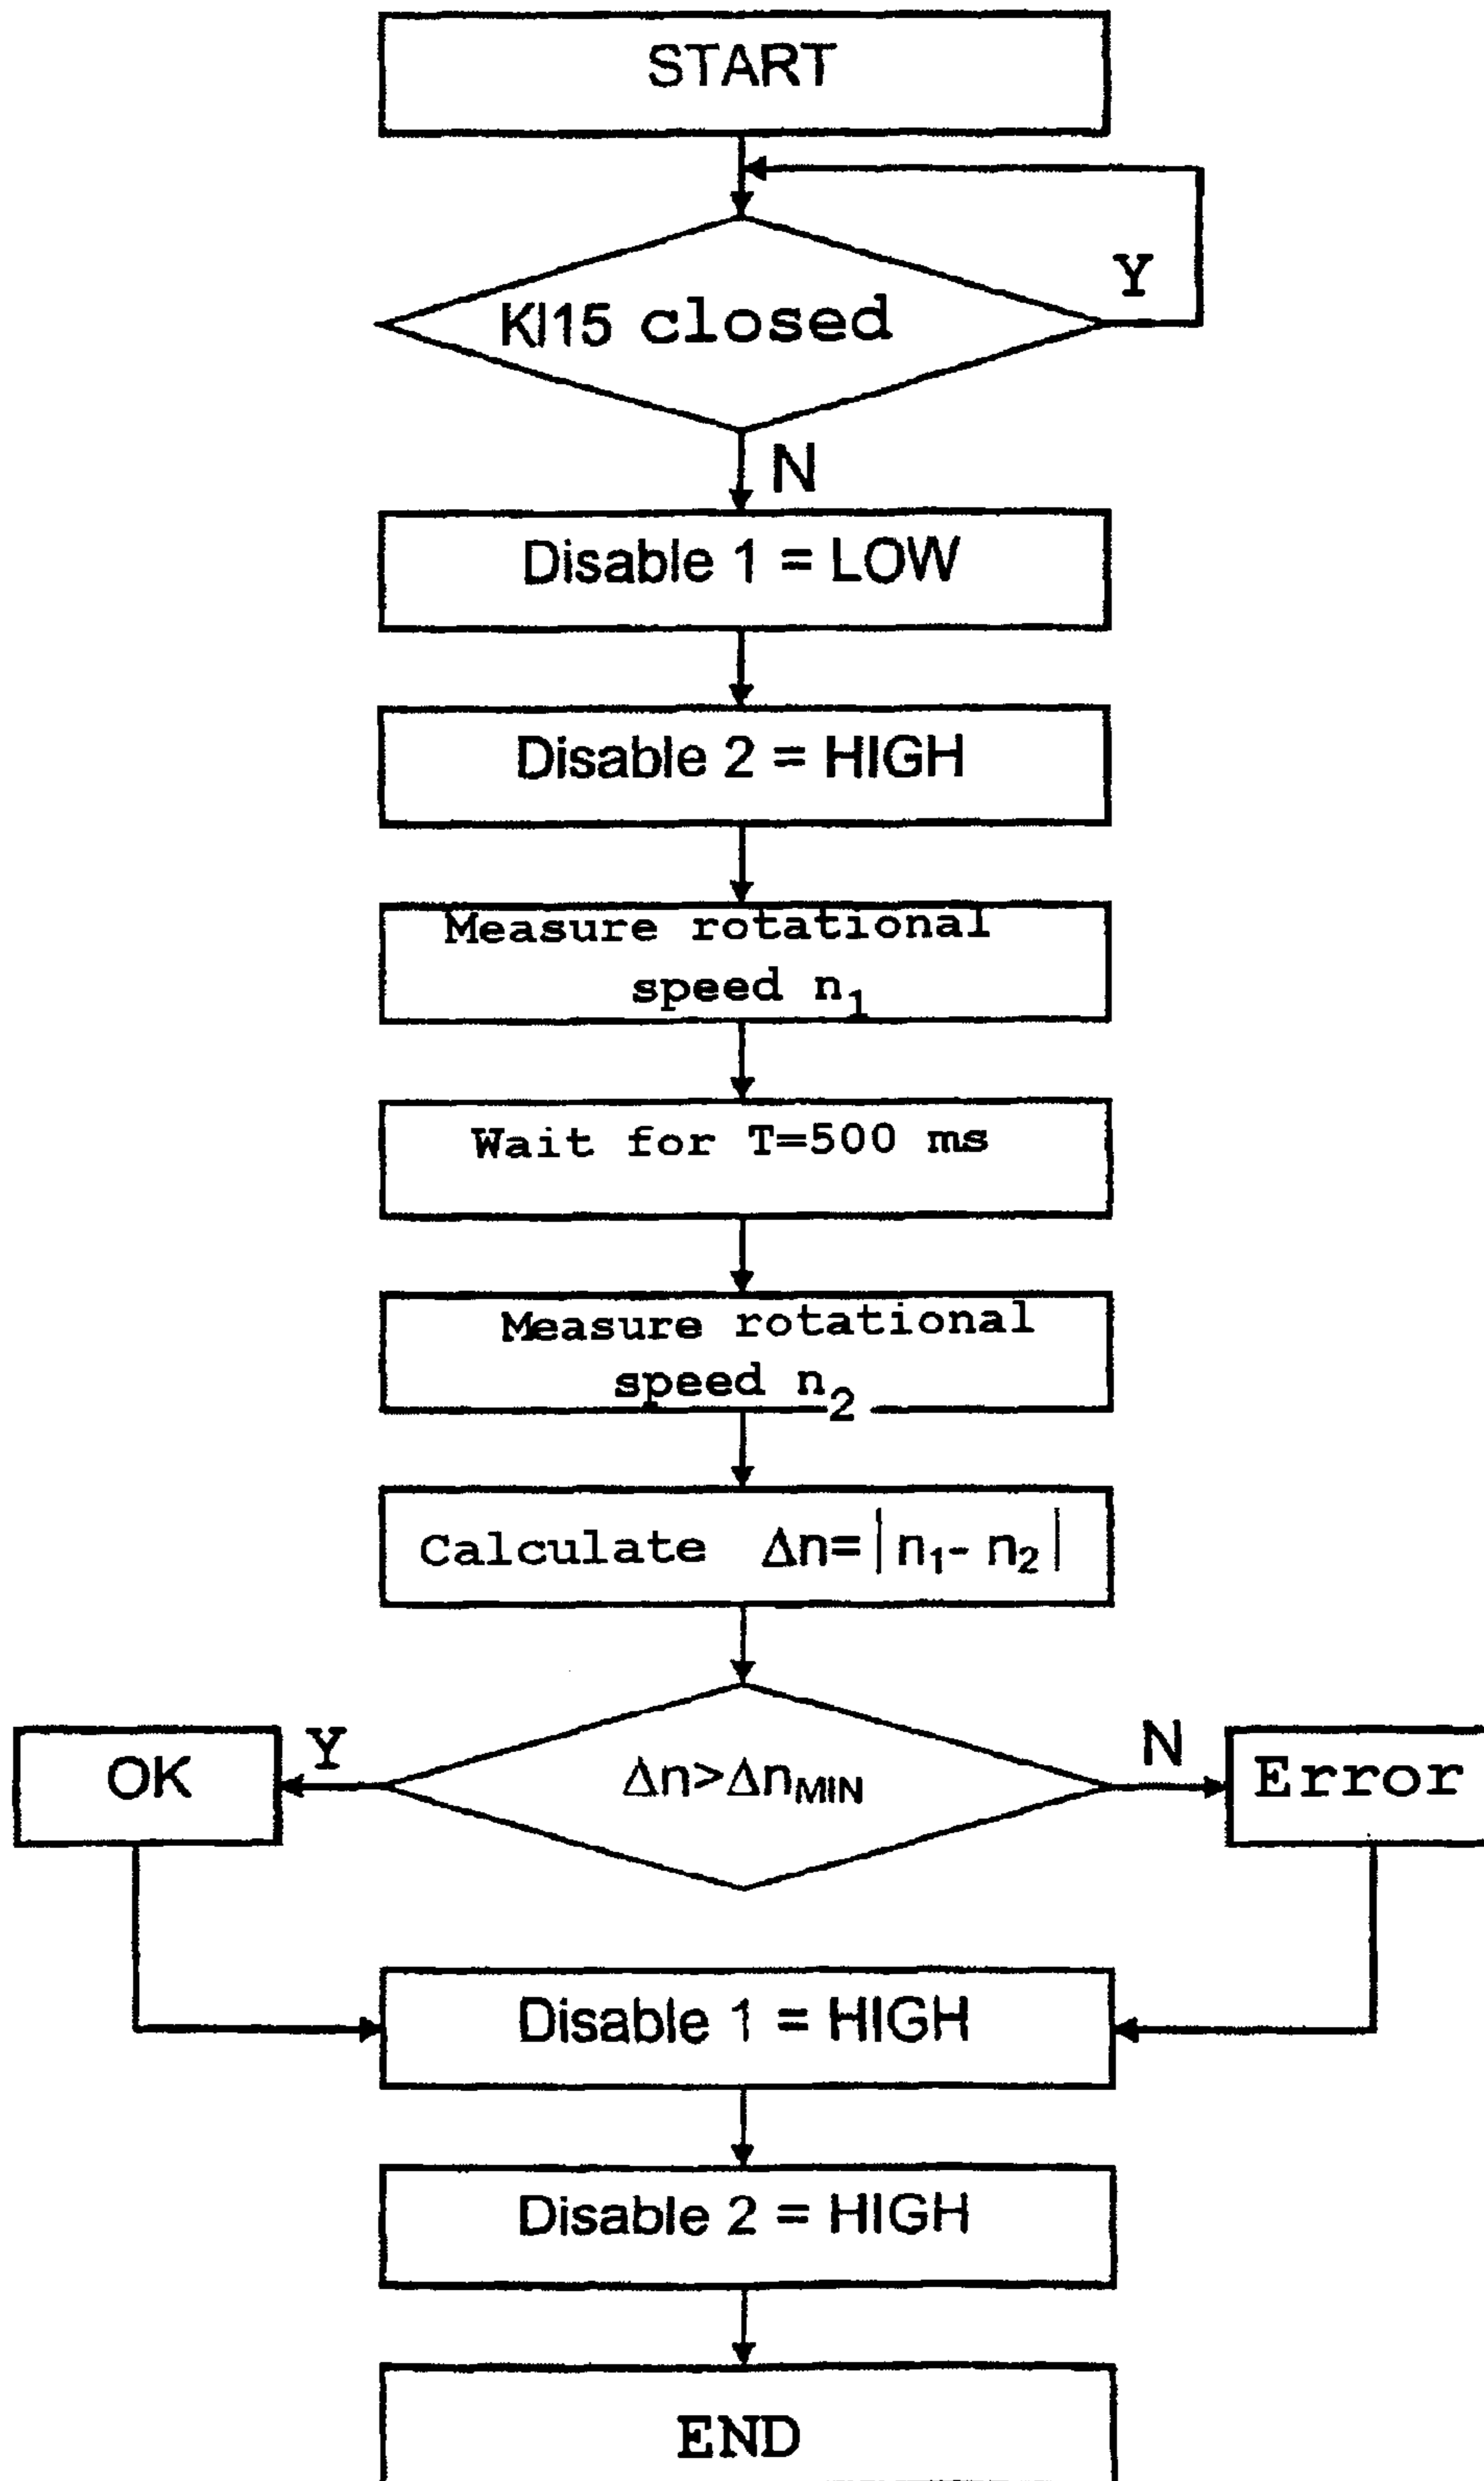 START
Y
Kl15 closed
N
Disable 1 = LOW
Disable 2 = HIGH
Measure rotational
speed n₁
Wait for T=500 ms
Measure rotational
speed n₂
Calculate Δn=|n₁- n₂|
OK
Y
Δn>Δn_MIN
N
Error
Disable 1 = HIGH
Disable 2 = HIGH
END